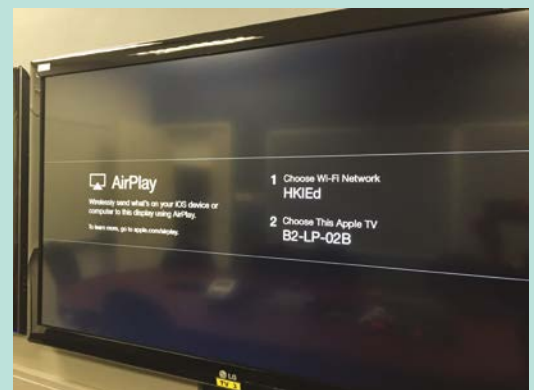 AirPlay
Wirelessly send what's on your iOS device or
computer to this display using AirPlay.
To learn more, go to apple.com/airplay.
1 Choose Wi-Fi Network
HKIEd
2 Choose This Apple TV
B2-LP-02B
LG
TV 3